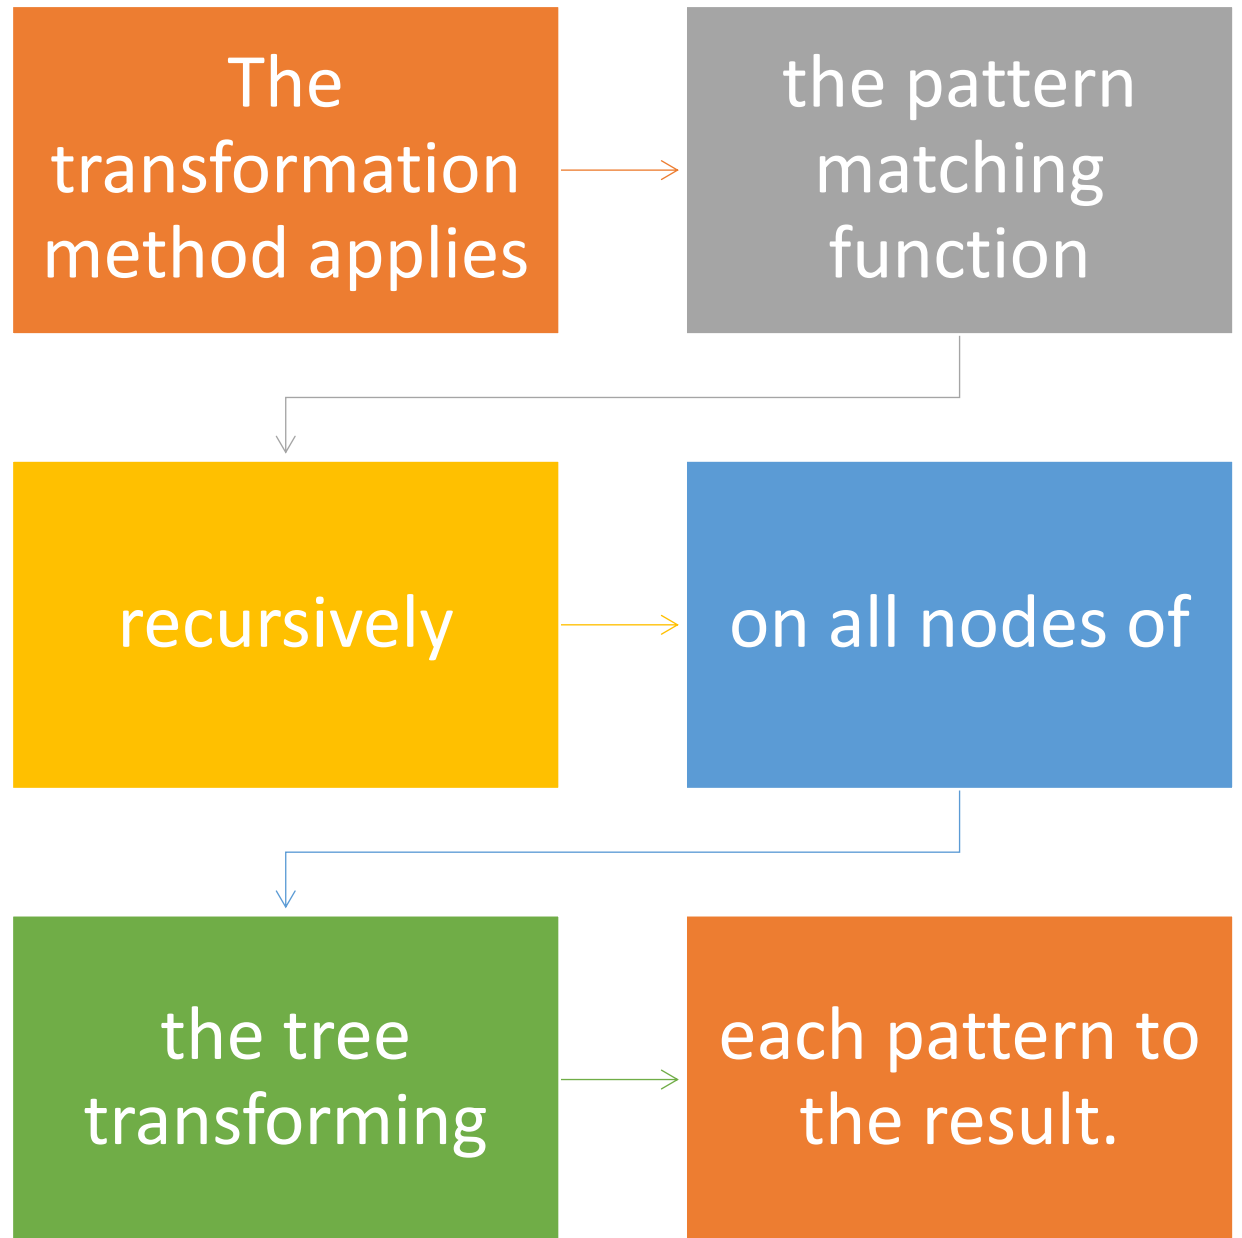 The
transformation
method applies
the pattern
matching
function
recursively
on all nodes of
the tree
transforming
each pattern to
the result.